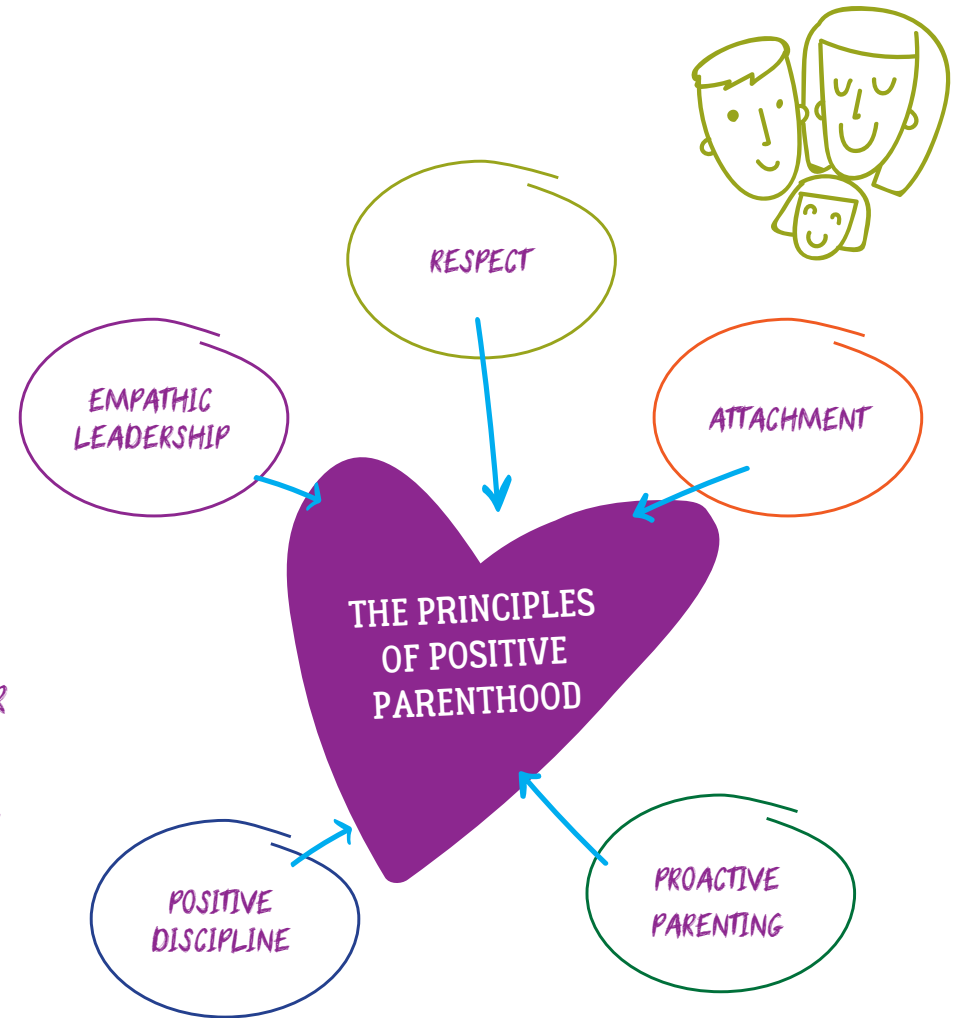 RESPECT
EMPATHIC
LEADERSHIP
ATTACHMENT
THE PRINCIPLES
OF POSITIVE
PARENTHOOD
POSITIVE
DISCIPLINE
PROACTIVE
PARENTING